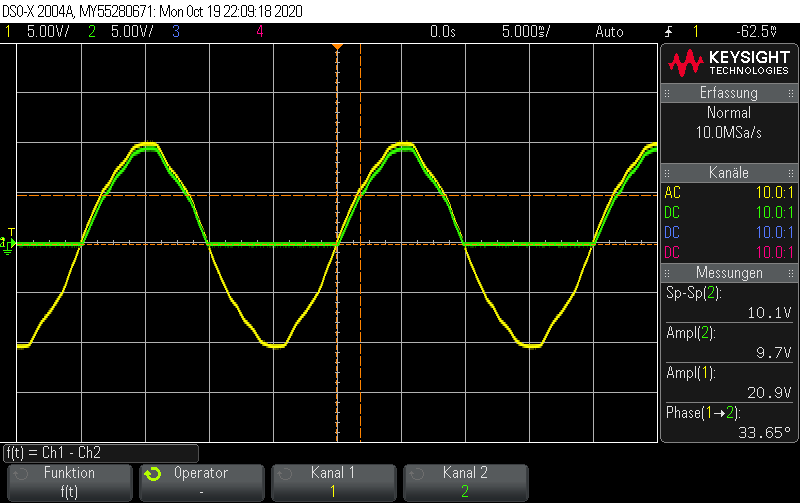 DSO-X 2004A, MY55280671: Mon Oct 19 22:09:18 2020
1 5.00V/ 2 5.00V/ 3 4 0.0s 5.000s/ Auto 1 -62.5V
KEYSIGHT
TECHNOLOGIES
Erfassung
Normal
10.0MSa/s
Kanäle
AC 10.0:1
DC 10.0:1
DC 10.0:1
DC 10.0:1
Messungen
Sp-Sp(2):
10.1V
Ampl(2):
9.7V
Ampl(1):
20.9V
Phase(1→2):
33.65°
T
2
f(t) = Ch1 - Ch2
Funktion
f(t)
Operator
-
Kanal 1
1
Kanal 2
2